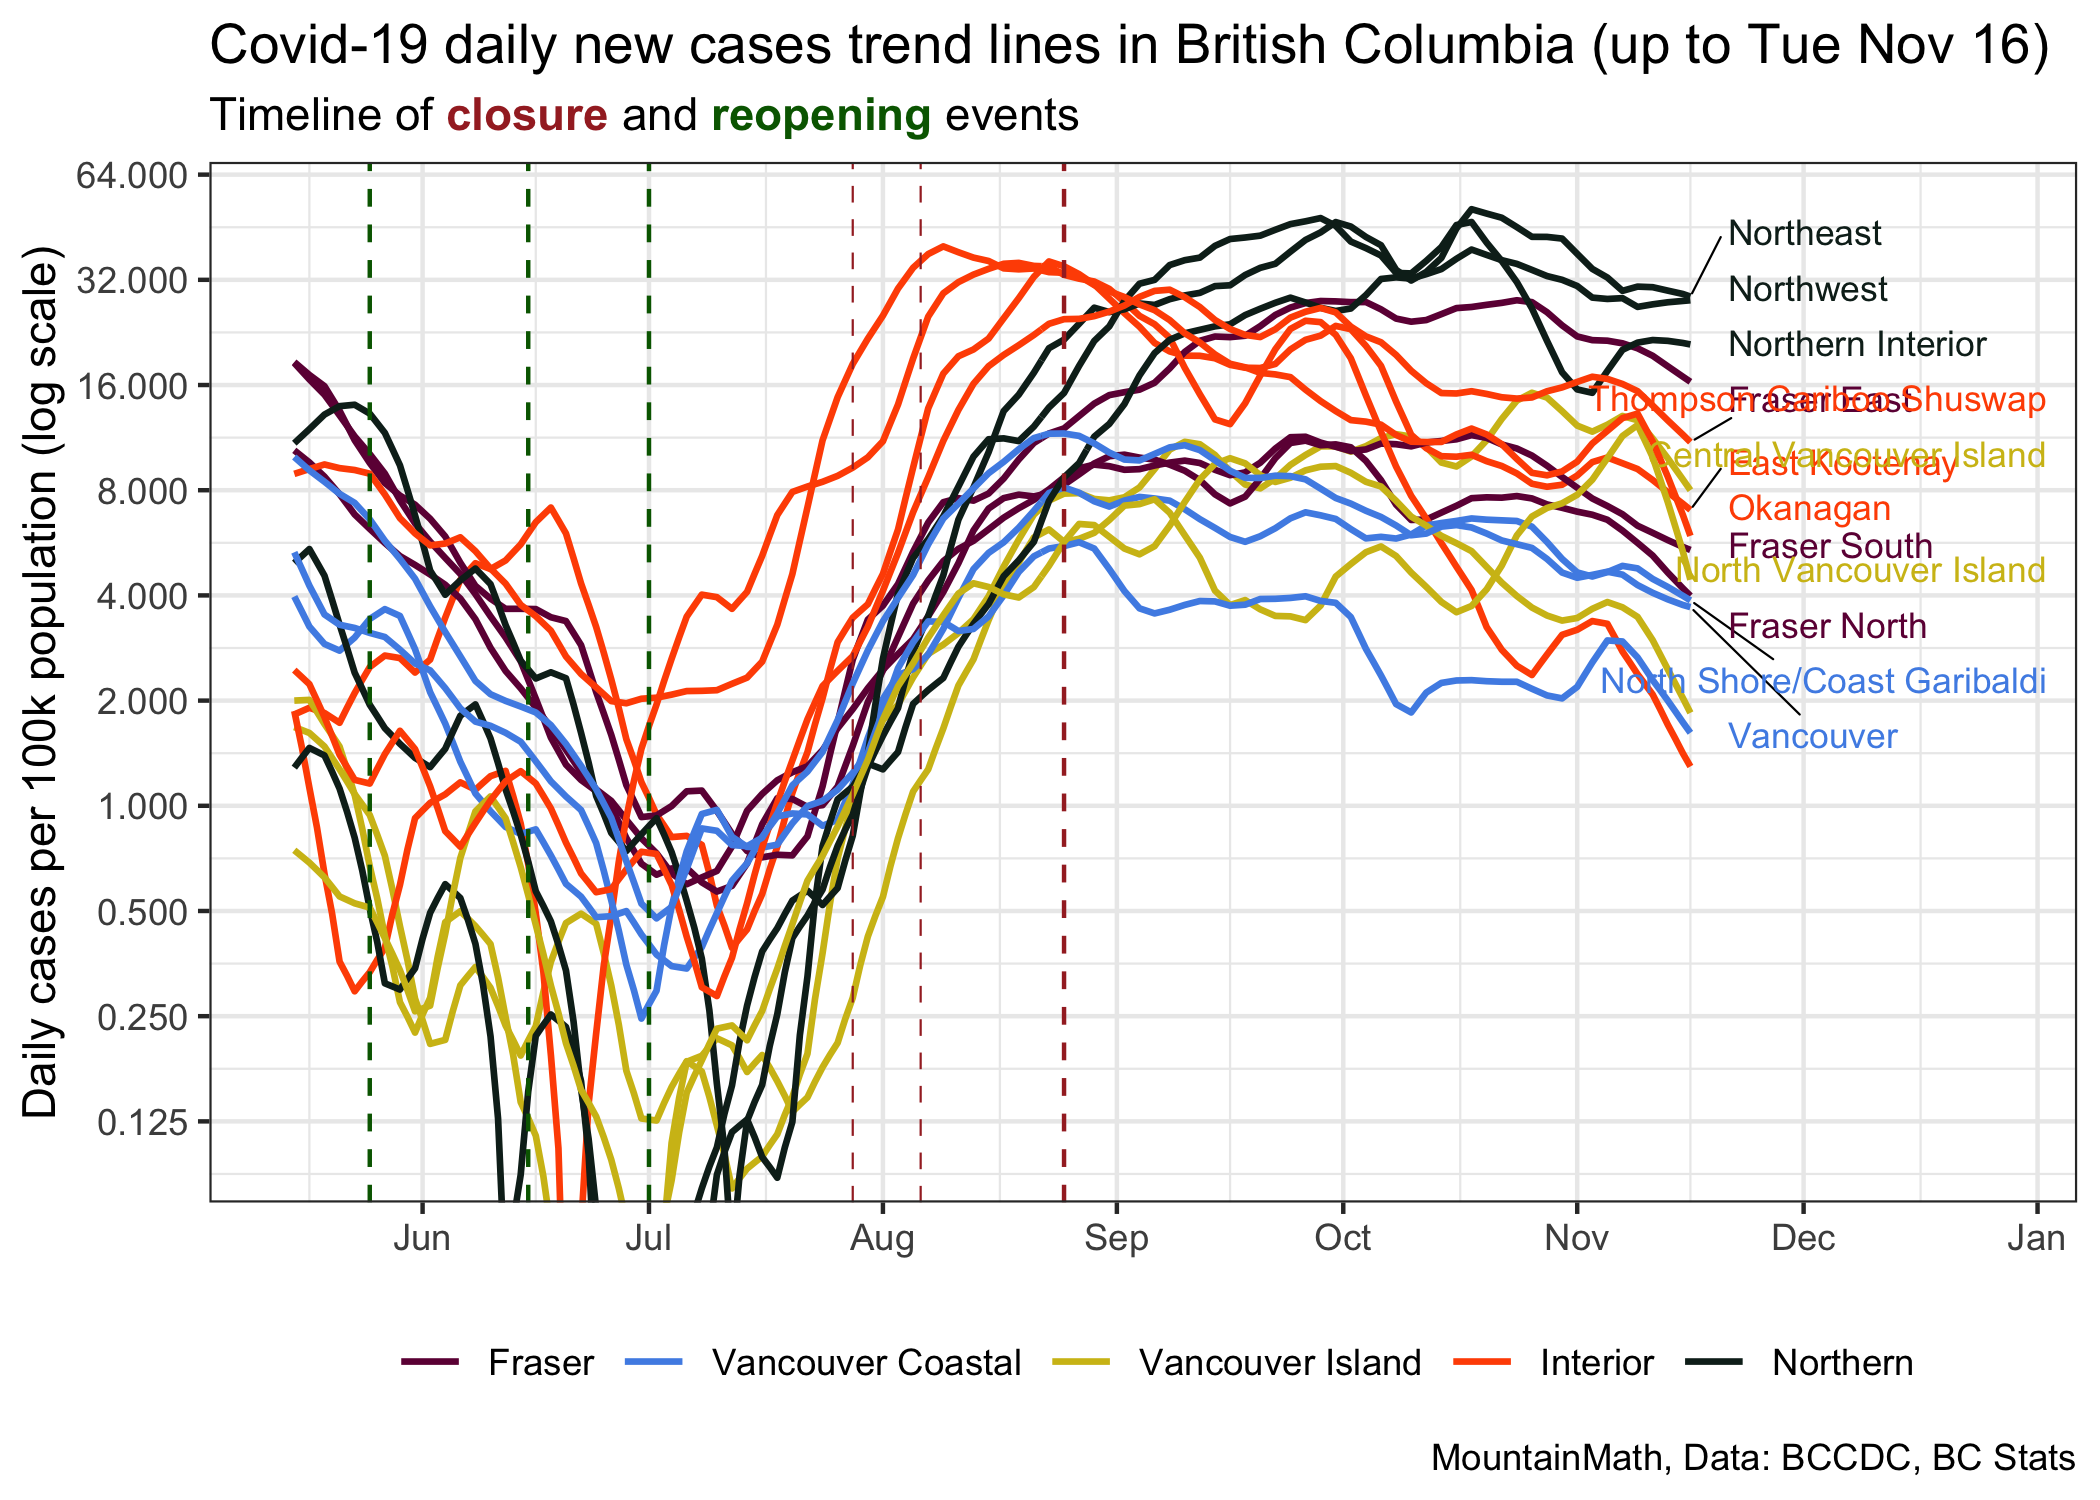 Covid-19 daily new cases trend lines in British Columbia (up to Tue Nov 16)
Timeline of closure and reopening events
Daily cases per 100k population (log scale)
64.000
32.000
16.000
8.000
4.000
2.000
1.000
0.500
0.250
0.125
Northeast
Northwest
Northern Interior
Thompson Cariboo Shuswap
Fraser East
Central Vancouver Island
East Kootenay
Okanagan
Fraser South
North Vancouver Island
Fraser North
North Shore/Coast Garibaldi
Vancouver
Jun Jul Aug Sep Oct Nov Dec Jan
Fraser Vancouver Coastal Vancouver Island Interior Northern
MountainMath, Data: BCCDC, BC Stats